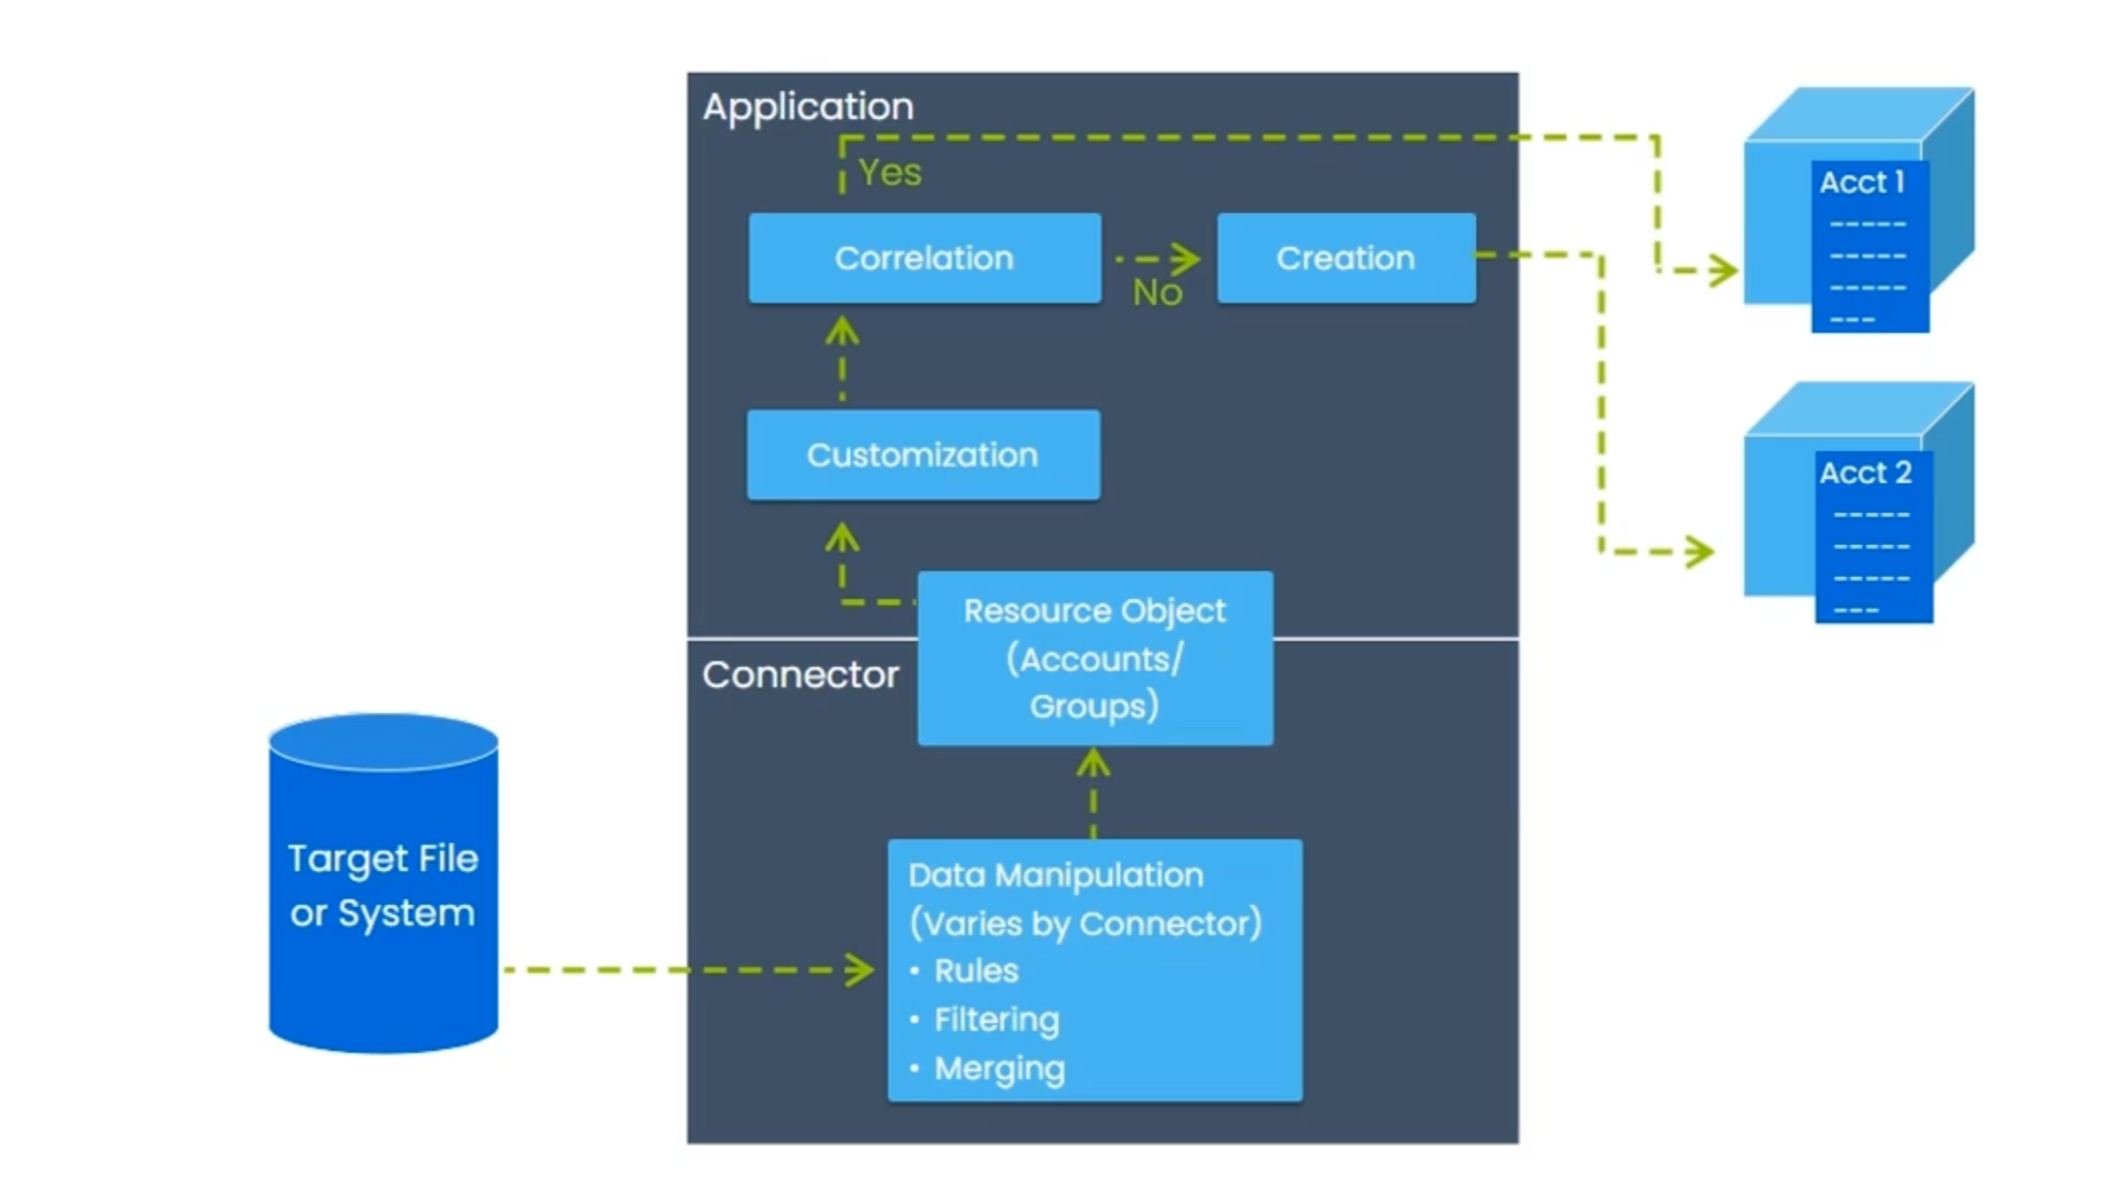 Application
Yes
Correlation
No
Creation
Customization
Resource Object
(Accounts/
Groups)
Connector
Data Manipulation
(Varies by Connector)
• Rules
• Filtering
• Merging
Target File
or System
Acct 1
-----
-----
-----
---
Acct 2
-----
-----
-----
---